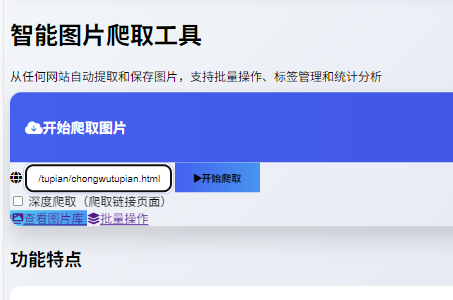 智能图片爬取工具
从任何网站自动提取和保存图片，支持批量操作、标签管理和统计分析
开始爬取图片
/tupian/chongwutupian.html 开始爬取
深度爬取（爬取链接页面）
查看图片库 批量操作
功能特点